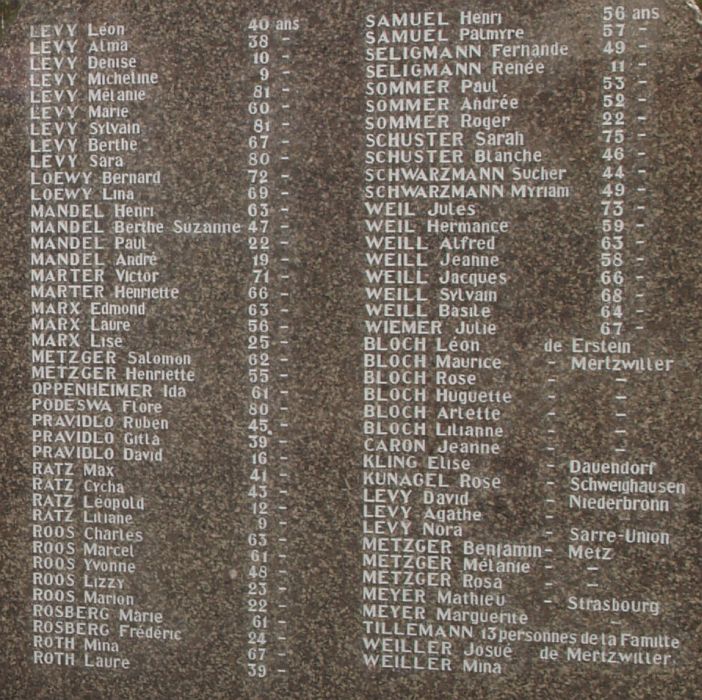 LEVY Léon 40 ans
LEVY Alma 38 -
LEVY Denise 10 -
LEVY Micheline 9 -
LEVY Mélanie 81 -
LEVY Marie 60 -
LEVY Sylvain 81 -
LEVY Berthe 67 -
LEVY Sara 80 -
LOEWY Bernard 72 -
LOEWY Lina 69 -
MANDEL Henri 63 -
MANDEL Berthe Suzanne 47 -
MANDEL Paul 22 -
MANDEL André 19 -
MARTER Victor 71 -
MARTER Henriette 66 -
MARX Edmond 63 -
MARX Laure 56 -
MARX Lise 25 -
METZGER Salomon 62 -
METZGER Henriette 55 -
OPPENHEIMER Ida 61 -
PODESWA Flore 80 -
PRAVIDLO Ruben 45 -
PRAVIDLO Gitla 39 -
PRAVIDLO David 16 -
RATZ Max 41 -
RATZ Cycha 43 -
RATZ Léopold 12 -
RATZ Liliane 9 -
ROOS Charles 63 -
ROOS Marcel 61 -
ROOS Yvonne 48 -
ROOS Lizzy 23 -
ROOS Marion 22 -
ROSBERG Marie 61 -
ROSBERG Frédéric 24 -
ROTH Mina 67 -
ROTH Laure 39 -
SAMUEL Henri 56 ans
SAMUEL Palmyre 57 -
SELIGMANN Fernande 49 -
SELIGMANN Renée 11 -
SOMMER Paul 53 -
SOMMER Andrée 52 -
SOMMER Roger 22 -
SCHUSTER Sarah 75 -
SCHUSTER Blanche 46 -
SCHWARZMANN Sucher 44 -
SCHWARZMANN Myriam 49 -
WEIL Jules 73 -
WEIL Hermance 59 -
WEILL Alfred 63 -
WEILL Jeanne 58 -
WEILL Jacques 66 -
WEILL Sylvain 68 -
WEILL Basile 64 -
WIEMER Julie 67 -
BLOCH Léon de Erstein
BLOCH Maurice - Mertzwiller
BLOCH Rose - -
BLOCH Huguette - -
BLOCH Arlette - -
BLOCH Lilianne - -
CARON Jeanne - -
KLING Elise - Dauendorf
KUNAGEL Rose - Schweighausen
LEVY David - Niederbronn
LEVY Agathe - -
LEVY Nora - Sarre-Union
METZGER Benjamin - Metz
METZGER Mélanie - -
METZGER Rosa - -
MEYER Mathieu - Strasbourg
MEYER Marguerite - -
TILLEMANN 13 personnes de la Famille
WEILLER Josué de Mertzwiller
WEILLER Mina